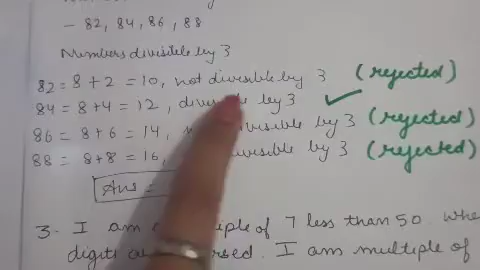 - 82, 84, 86, 88
Numbers divisible by 3
82 = 8 + 2 = 10, not divisible by 3 (rejected)
84 = 8+4 = 12, divisible by 3 ✓
86 = 8 + 6 = 14, divisible by 3 (rejected)
88 = 8+8 = 16, divisible by 3 (rejected)
Ans =
3. I am of 7 less than 50. 
digits I am multiple of